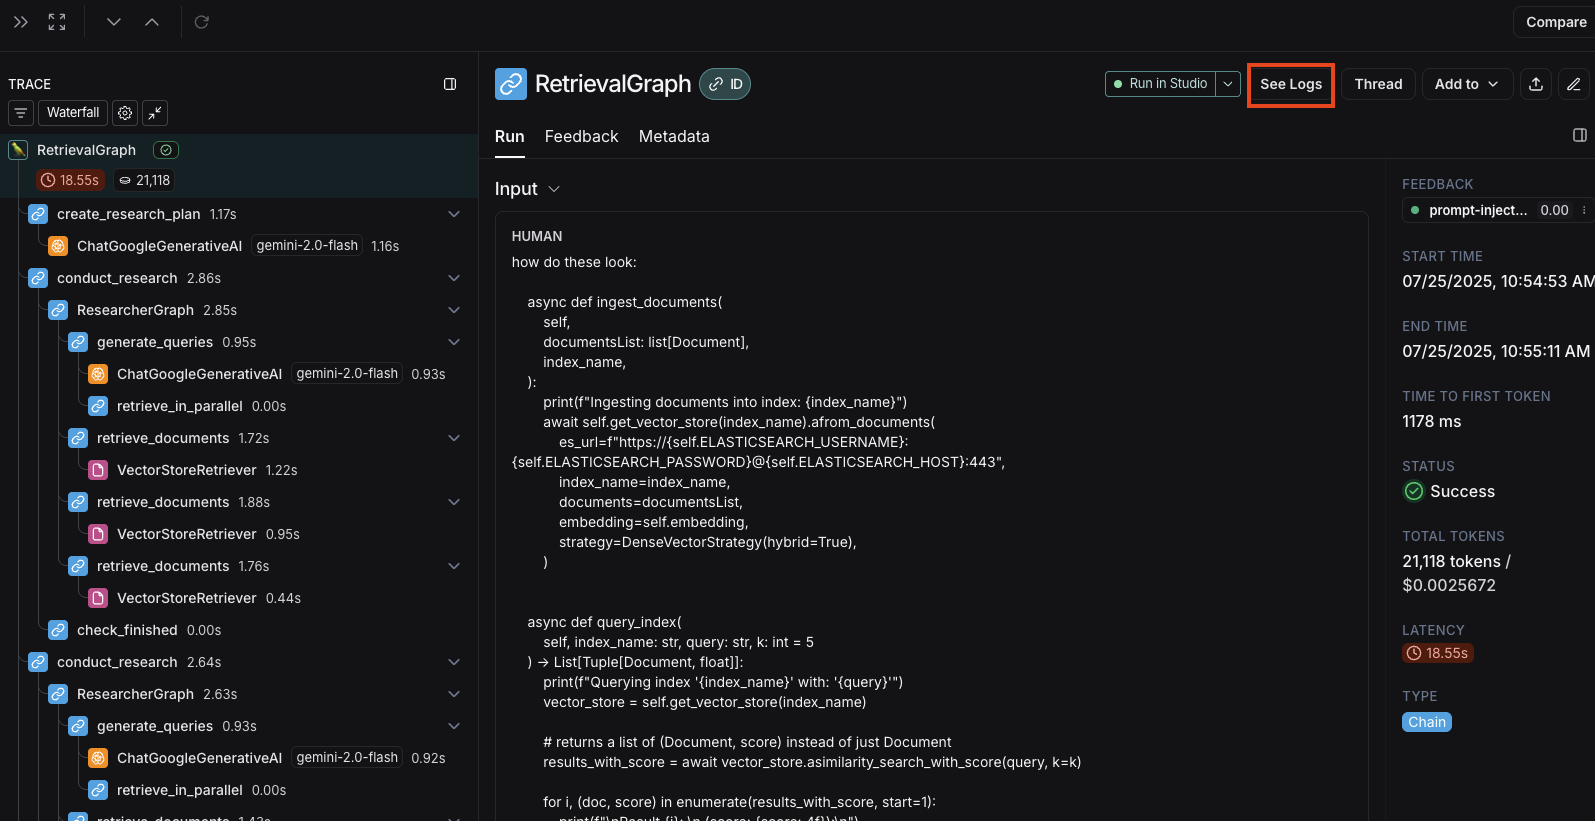 Compare
TRACE
Waterfall
RetrievalGraph
18.55s 21,118
create_research_plan 1.17s
ChatGoogleGenerativeAI gemini-2.0-flash 1.16s
conduct_research 2.86s
ResearcherGraph 2.85s
generate_queries 0.95s
ChatGoogleGenerativeAI gemini-2.0-flash 0.93s
retrieve_in_parallel 0.00s
retrieve_documents 1.72s
VectorStoreRetriever 1.22s
retrieve_documents 1.88s
VectorStoreRetriever 0.95s
retrieve_documents 1.76s
VectorStoreRetriever 0.44s
check_finished 0.00s
conduct_research 2.64s
ResearcherGraph 2.63s
generate_queries 0.93s
ChatGoogleGenerativeAI gemini-2.0-flash 0.92s
retrieve_in_parallel 0.00s
retrieve_documents 1.43s
RetrievalGraph ID
Run in Studio See Logs Thread Add to
Run Feedback Metadata
Input
HUMAN
how do these look:
async def ingest_documents(
self,
documentsList: list[Document],
index_name,
):
print(f"Ingesting documents into index: {index_name}")
await self.get_vector_store(index_name).afrom_documents(
es_url=f"https://{self.ELASTICSEARCH_USERNAME}:
{self.ELASTICSEARCH_PASSWORD}@{self.ELASTICSEARCH_HOST}:443",
index_name=index_name,
documents=documentsList,
embedding=self.embedding,
strategy=DenseVectorStrategy(hybrid=True),
)
async def query_index(
self, index_name: str, query: str, k: int = 5
) -> List[Tuple[Document, float]]:
print(f"Querying index '{index_name}' with: '{query}'")
vector_store = self.get_vector_store(index_name)
# returns a list of (Document, score) instead of just Document
results_with_score = await vector_store.asimilarity_search_with_score(query, k=k)
for i, (doc, score) in enumerate(results_with_score, start=1):
FEEDBACK
prompt-inject... 0.00
START TIME
07/25/2025, 10:54:53 AM
END TIME
07/25/2025, 10:55:11 AM
TIME TO FIRST TOKEN
1178 ms
STATUS
Success
TOTAL TOKENS
21,118 tokens /
$0.0025672
LATENCY
18.55s
TYPE
Chain